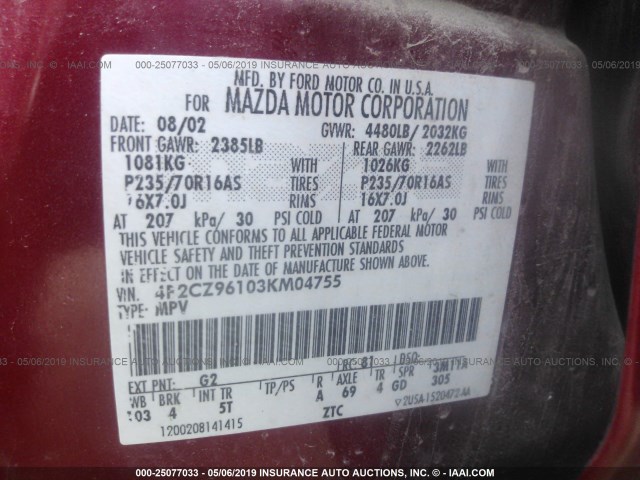 000-25077033 - 05/06/2019 INSURANCE AUTO AUCTIONS - IAAI.COM
MFD. BY FORD MOTOR CO. IN U.S.A.
FOR MAZDA MOTOR CORPORATION
DATE: 08/02 GVWR: 4480LB/ 2032KG
FRONT GAWR: 2385LB REAR GAWR: 2262LB
1081KG WITH 1026KG WITH
P235/70R16AS TIRES P235/70R16AS TIRES
16X7.0J RIMS 16X7.0J RIMS
AT 207 kPa/ 30 PSI COLD AT 207 kPa/ 30 PSI COLD
THIS VEHICLE CONFORMS TO ALL APPLICABLE FEDERAL MOTOR
VEHICLE SAFETY AND THEFT PREVENTION STANDARDS
IN EFFECT ON THE DATE OF MANUFACTURE SHOWN ABOVE.
VIN: 4F2CZ96103KM04755
TYPE: MPV
EXT PNT: G2 RC: 81 DSO:
WB BRK INT TR TP/PS R AXLE TR SPR 13M111
103 4 5T A 69 4 GD 305
1200208141415 ZTC
000-25077033 - 05/06/2019 INSURANCE AUTO AUCTIONS - IAAI.COM